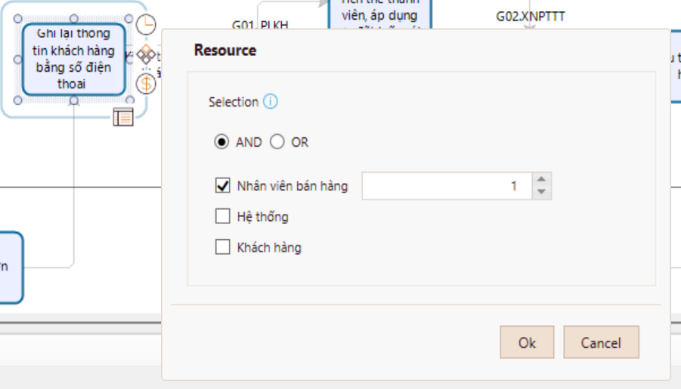 Ghi lại thông
tin khách hàng
bằng số điện
thoại
G01.PLKH
viên, áp dụng
G02.XNPTTT
Resource
Selection
AND
OR
Nhân viên bán hàng
1
Hệ thống
Khách hàng
Ok
Cancel